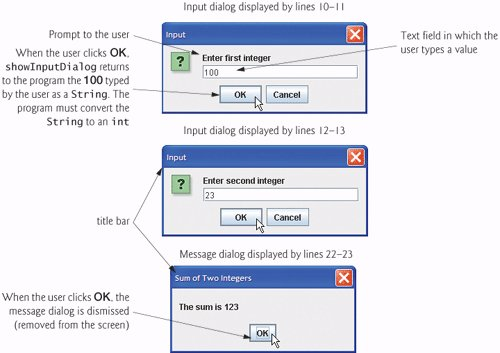 Input dialog displayed by lines 10–11
Prompt to the user
When the user clicks OK,
showInputDialog returns
to the program the 100 typed
by the user as a String. The
program must convert the
String to an int
Input
Enter first integer
100
OK
Cancel
Text field in which the
user types a value
Input dialog displayed by lines 12–13
Input
Enter second integer
23
OK
Cancel
title bar
Message dialog displayed by lines 22–23
Sum of Two Integers
The sum is 123
OK
When the user clicks OK, the
message dialog is dismissed
(removed from the screen)